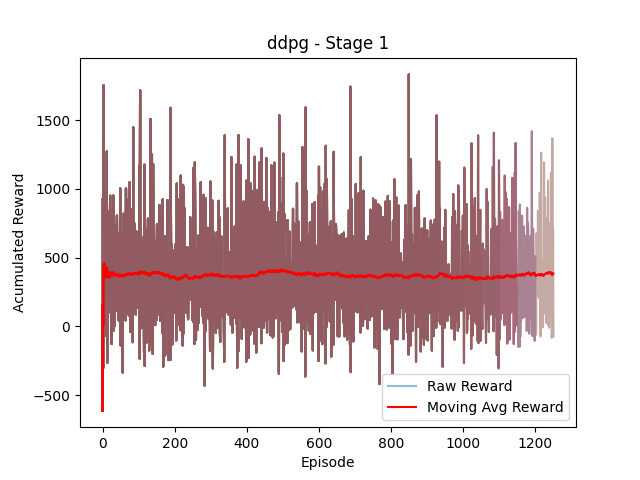 ddpg - Stage 1
Acumulated Reward
1500
1000
500
0
−500
0 200 400 600 800 1000 1200
Episode
Raw Reward
Moving Avg Reward